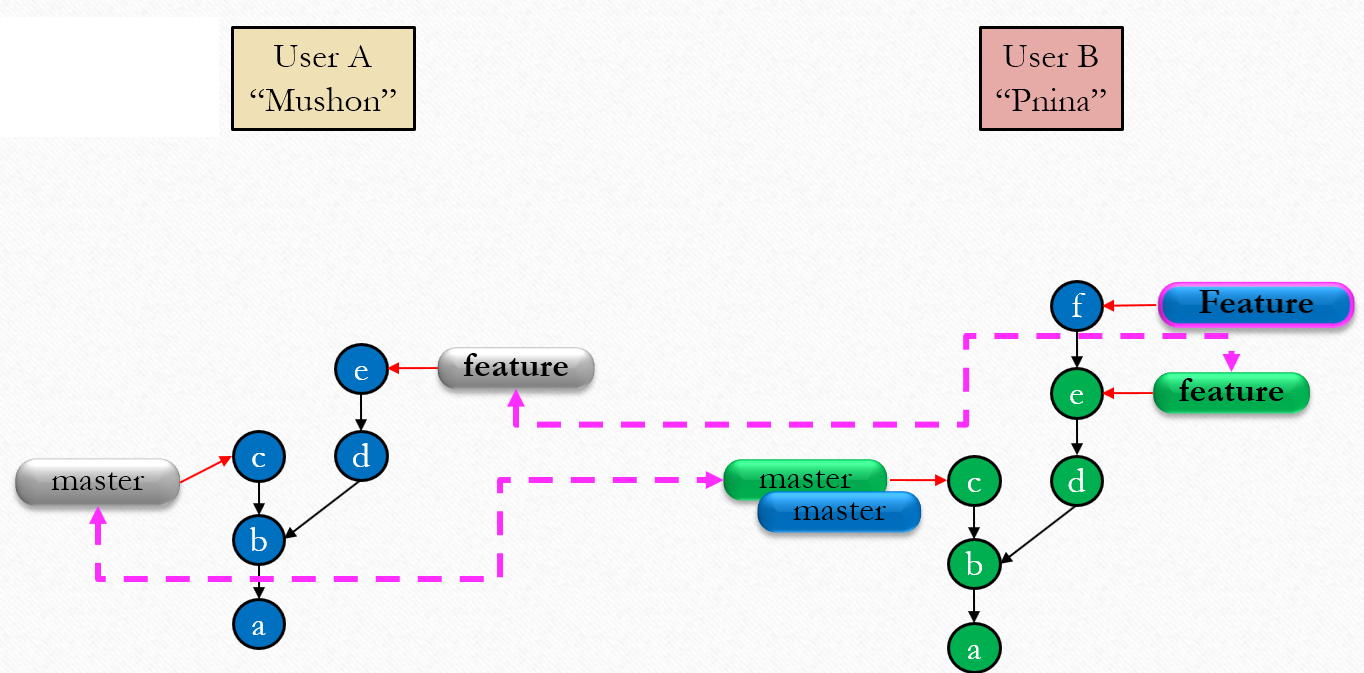 User A
“Mushon”
User B
“Pnina”
f
Feature
e
feature
e
feature
c
d
master
master
c
d
master
b
b
a
a